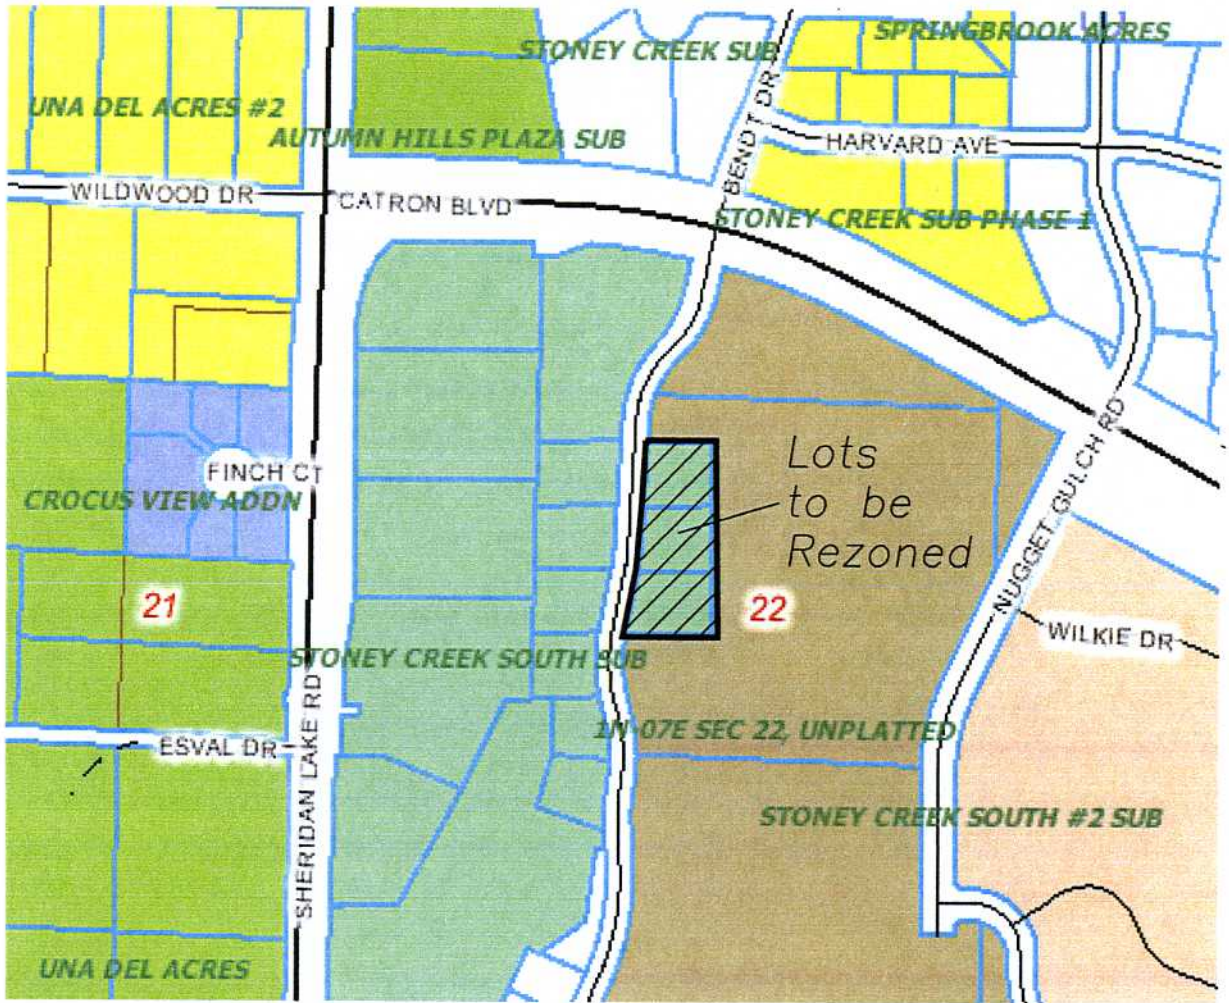 STONEY CREEK SUB
SPRINGBROOK ACRES
UNA DEL ACRES #2
AUTUMN HILLS PLAZA SUB
BENDT DR
HARVARD AVE
WILDWOOD DR
CATRON BLVD
STONEY CREEK SUB PHASE 1
FINCH CT
CROCUS VIEW ADDN
Lots
to be
Rezoned
NUGGET GULCH RD
21
22
WILKIE DR
STONEY CREEK SOUTH SUB
SHERIDAN LAKE RD
1N-07E SEC 22, UNPLATTED
ESVAL DR
STONEY CREEK SOUTH #2 SUB
UNA DEL ACRES